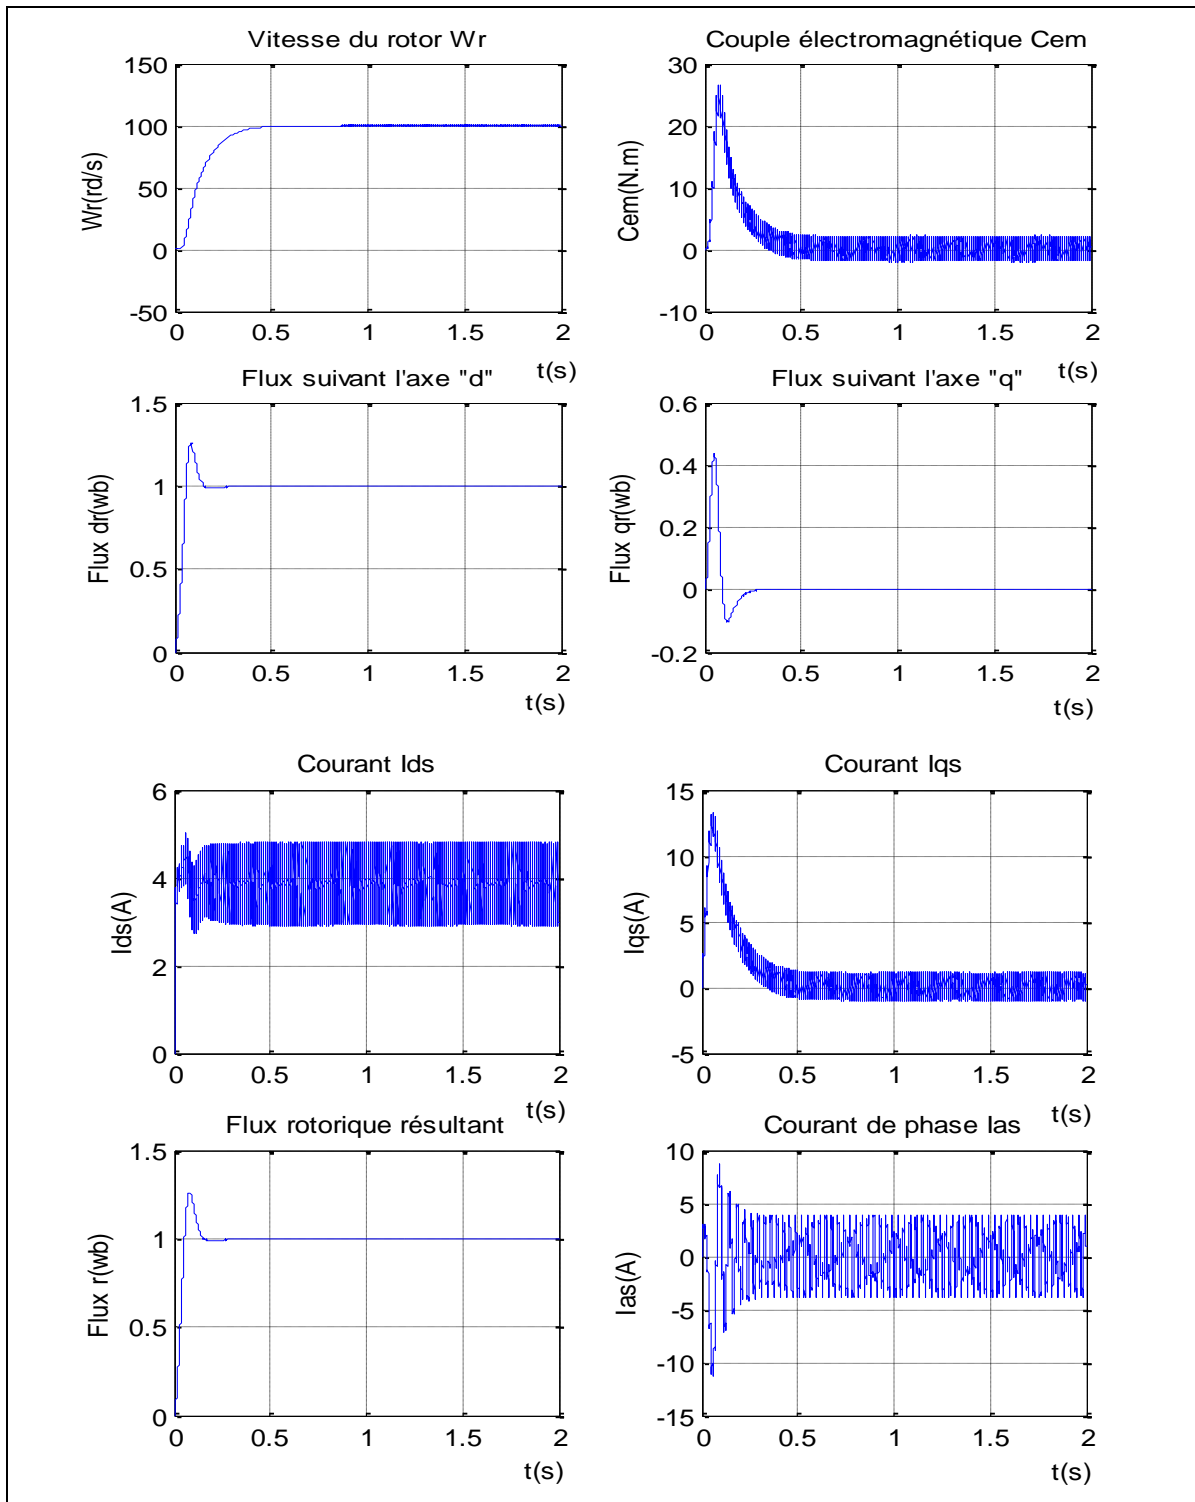 Vitesse du rotor Wr
Wr(rd/s)
150
100
50
0
-50
0 0.5 1 1.5 2
t(s)
Couple électromagnétique Cem
Cem(N.m)
30
20
10
0
-10
0 0.5 1 1.5 2
t(s)
Flux suivant l'axe "d"
Flux dr(wb)
1.5
1
0.5
0
0 0.5 1 1.5 2
t(s)
Flux suivant l'axe "q"
Flux qr(wb)
0.6
0.4
0.2
0
-0.2
0 0.5 1 1.5 2
t(s)
Courant Ids
Ids(A)
6
4
2
0
0 0.5 1 1.5 2
t(s)
Courant Iqs
Iqs(A)
15
10
5
0
-5
0 0.5 1 1.5 2
t(s)
Flux rotorique résultant
Flux r(wb)
1.5
1
0.5
0
0 0.5 1 1.5 2
t(s)
Courant de phase Ias
Ias(A)
10
5
0
-5
-10
-15
0 0.5 1 1.5 2
t(s)